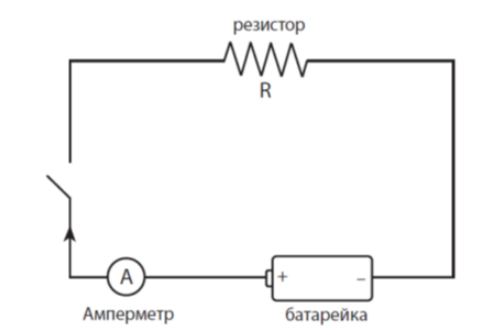 резистор
R
A
+ –
Амперметр
батарейка